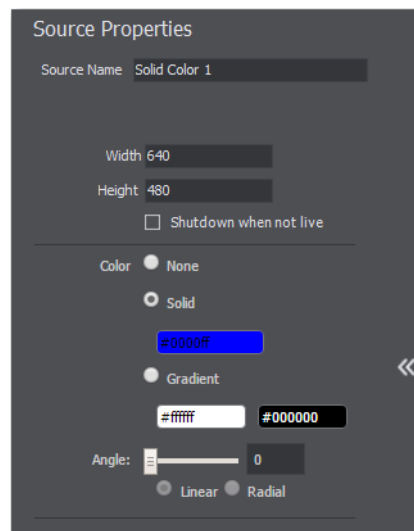 Source Properties
Source Name Solid Color 1
Width 640
Height 480
Shutdown when not live
Color None
Solid
#0000ff
Gradient
#ffffff #000000
Angle: 0
Linear Radial